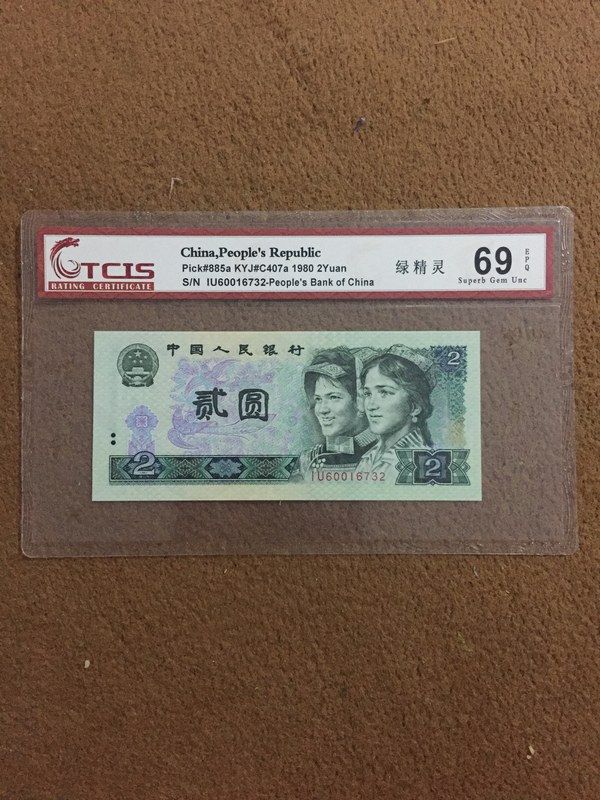 TCIS
RATING CERTIFICATE
China,People's Republic
Pick#885a KYJ#C407a 1980 2Yuan
S/N IU60016732-People's Bank of China
绿精灵
69
EPQ
Superb Gem Unc
中国人民银行
2
贰圆
2
2
IU60016732